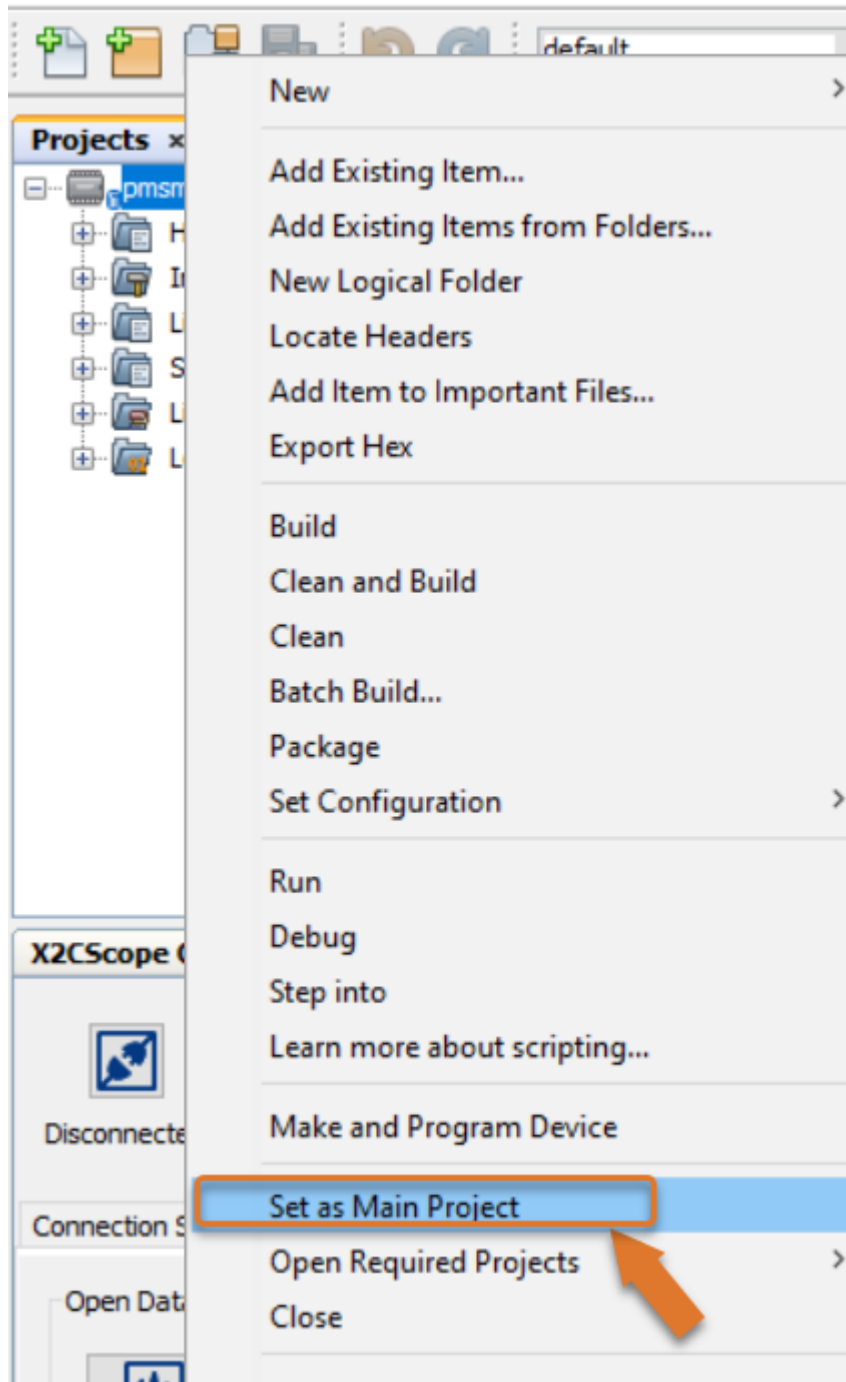 default
Projects ×
pmsm
New
Add Existing Item...
Add Existing Items from Folders...
New Logical Folder
Locate Headers
Add Item to Important Files...
Export Hex
Build
Clean and Build
Clean
Batch Build...
Package
Set Configuration
Run
Debug
Step into
Learn more about scripting...
X2CScope
Make and Program Device
Set as Main Project
Connection S
Open Required Projects
Open Data
Close